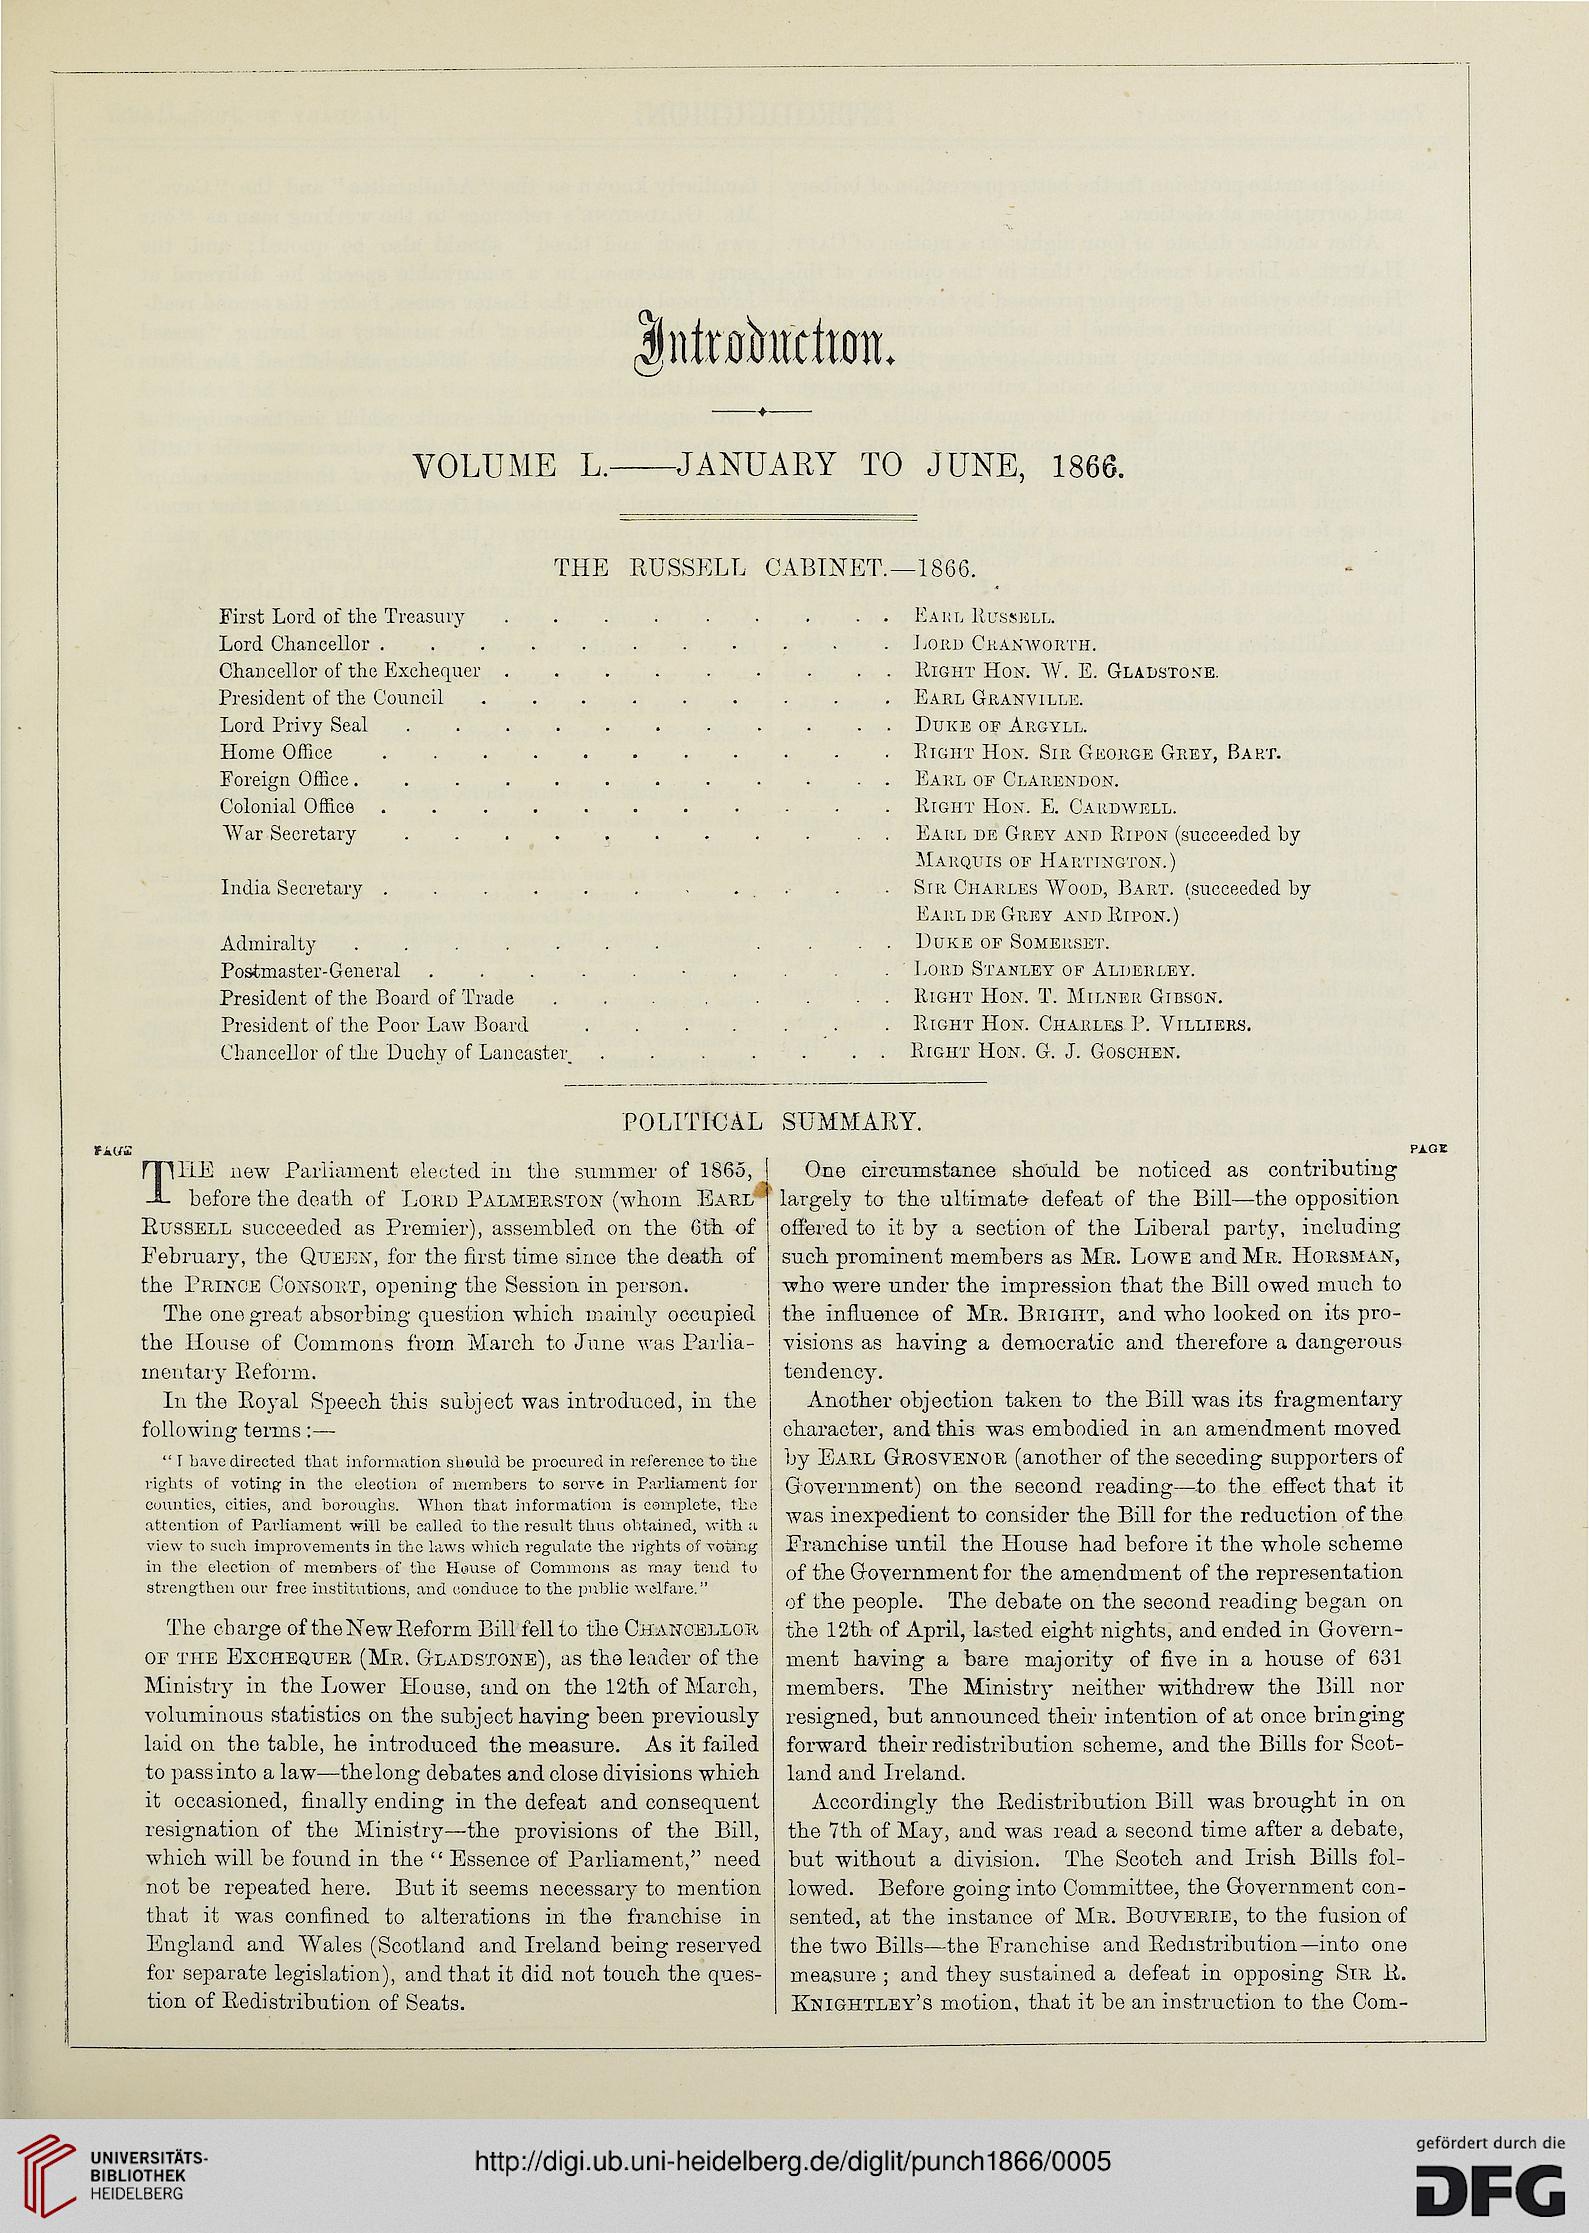 Introduction.
VOLUME L.——JANUARY TO JUNE, 1866.
THE RUSSELL CABINET.—1866.
First Lord of the Treasury . . . . . . . . . EARL RUSSELL.
Lord Chancellor . . . . . . . . . . . LORD CRANWORTH.
Chancellor of the Exchequer . . . . . . . . . RIGHT HON. W. E. GLADSTONE.
President of the Council . . . . . . . . . EARL GRANVILLE.
Lord Privy Seal . . . . . . . . . . . DUKE OF ARGYLL.
Home Office . . . . . . . . . . . RIGHT HON. SIR GEORGE GREY, BART.
Foreign Office . . . . . . . . . . . . EARL OF CLARENDON.
Colonial Office . . . . . . . . . . . RIGHT HON. E. CARDWELL.
War Secretary . . . . . . . . . . . EARL DE GREY AND RIPON (succeeded by
MARQUIS OF HARTINGTON.)
India Secretary . . . . . . . . . . . SIR CHARLES WOOD, BART. (succeeded by
EARL DE GREY AND RIPON.)
Admiralty . . . . . . . . . . . DUKE OF SOMERSET.
Postmaster-General . . . . . . . . . . LORD STANLEY OF ALDERLEY.
President of the Board of Trade . . . . . . . . RIGHT HON. T. MILNER GIBSON.
President of the Poor Law Board . . . . . . . RIGHT HON. CHARLES P. VILLIERS.
Chancellor of the Duchy of Lancaster . . . . . . . RIGHT HON. G. J. GOSCHEN.
POLITICAL SUMMARY.
PAGE
THE new Parliament elected in the summer of 1865,
before the death of LORD PALMERSTON (whom EARL
RUSSELL succeeded as Premier), assembled on the 6th of
February, the QUEEN, for the first time since the death of
the PRINCE CONSORT, opening the Session in person.
The one great absorbing question which mainly occupied
the House of Commons from March to June was Parlia-
mentary Reform.
In the Royal Speech this subject was introduced, in the
following terms :—
"I have directed that information should be procured in reference to the
rights of voting in the election of members to serve in Parliament for
counties, cities, and boroughs. When that information is complete, the
attention of Parliament will be called to the result thus obtained, with a
view to such improvements in the laws which regulate the rights of voting
in the election of members of the House of Commons as may tend to
strengthen our free institutions, and conduce to the public welfare."
The charge of the New Reform Bill fell to the CHANCELLOR
OF THE EXCHEQUER (MR. GLADSTONE), as the leader of the
Ministry in the Lower House, and on the 12th of March,
voluminous statistics on the subject having been previously
laid on the table, he introduced the measure. As it failed
to pass into a law—the long debates and close divisions which
it occasioned, finally ending in the defeat and consequent
resignation of the Ministry—the provisions of the Bill,
which will be found in the "Essence of Parliament," need
not be repeated here. But it seems necessary to mention
that it was confined to alterations in the franchise in
England and Wales (Scotland and Ireland being reserved
for separate legislation), and that it did not touch the ques-
tion of Redistribution of Seats.
PAGE
One circumstance should be noticed as contributing
largely to the ultimate defeat of the Bill—the opposition
offered to it by a section of the Liberal party, including
such prominent members as MR. LOWE and MR. HORSMAN,
who were under the impression that the Bill owed much to
the influence of MR. BRIGHT, and who looked on its pro-
visions as having a democratic and therefore a dangerous
tendency.
Another objection taken to the Bill was its fragmentary
character, and this was embodied in an amendment moved
by EARL GROSVENOR (another of the seceding supporters of
Government) on the second reading—to the effect that it
was inexpedient to consider the Bill for the reduction of the
Franchise until the House had before it the whole scheme
of the Government for the amendment of the representation
of the people. The debate on the second reading began on
the 12th of April, lasted eight nights, and ended in Govern-
ment having a bare majority of five in a house of 631
members. The Ministry neither withdrew the Bill nor
resigned, but announced their intention of at once bringing
forward their redistribution scheme, and the Bills for Scot-
land and Ireland.
Accordingly the Redistribution Bill was brought in on
the 7th of May, and was read a second time after a debate,
but without a division. The Scotch and Irish Bills fol-
lowed. Before going into Committee, the Government con-
sented, at the instance of MR. BOUVERIE, to the fusion of
the two Bills—the Franchise and Redistribution—into one
measure ; and they sustained a defeat in opposing SIR R.
KNIGHTLEY'S motion, that it be an instruction to the Com-
UNIVERSITÄTS-
BIBLIOTHEK
HEIDELBERG
http://digi.ub.uni-heidelberg.de/diglit/punch1866/0005
gefördert durch die
DFG